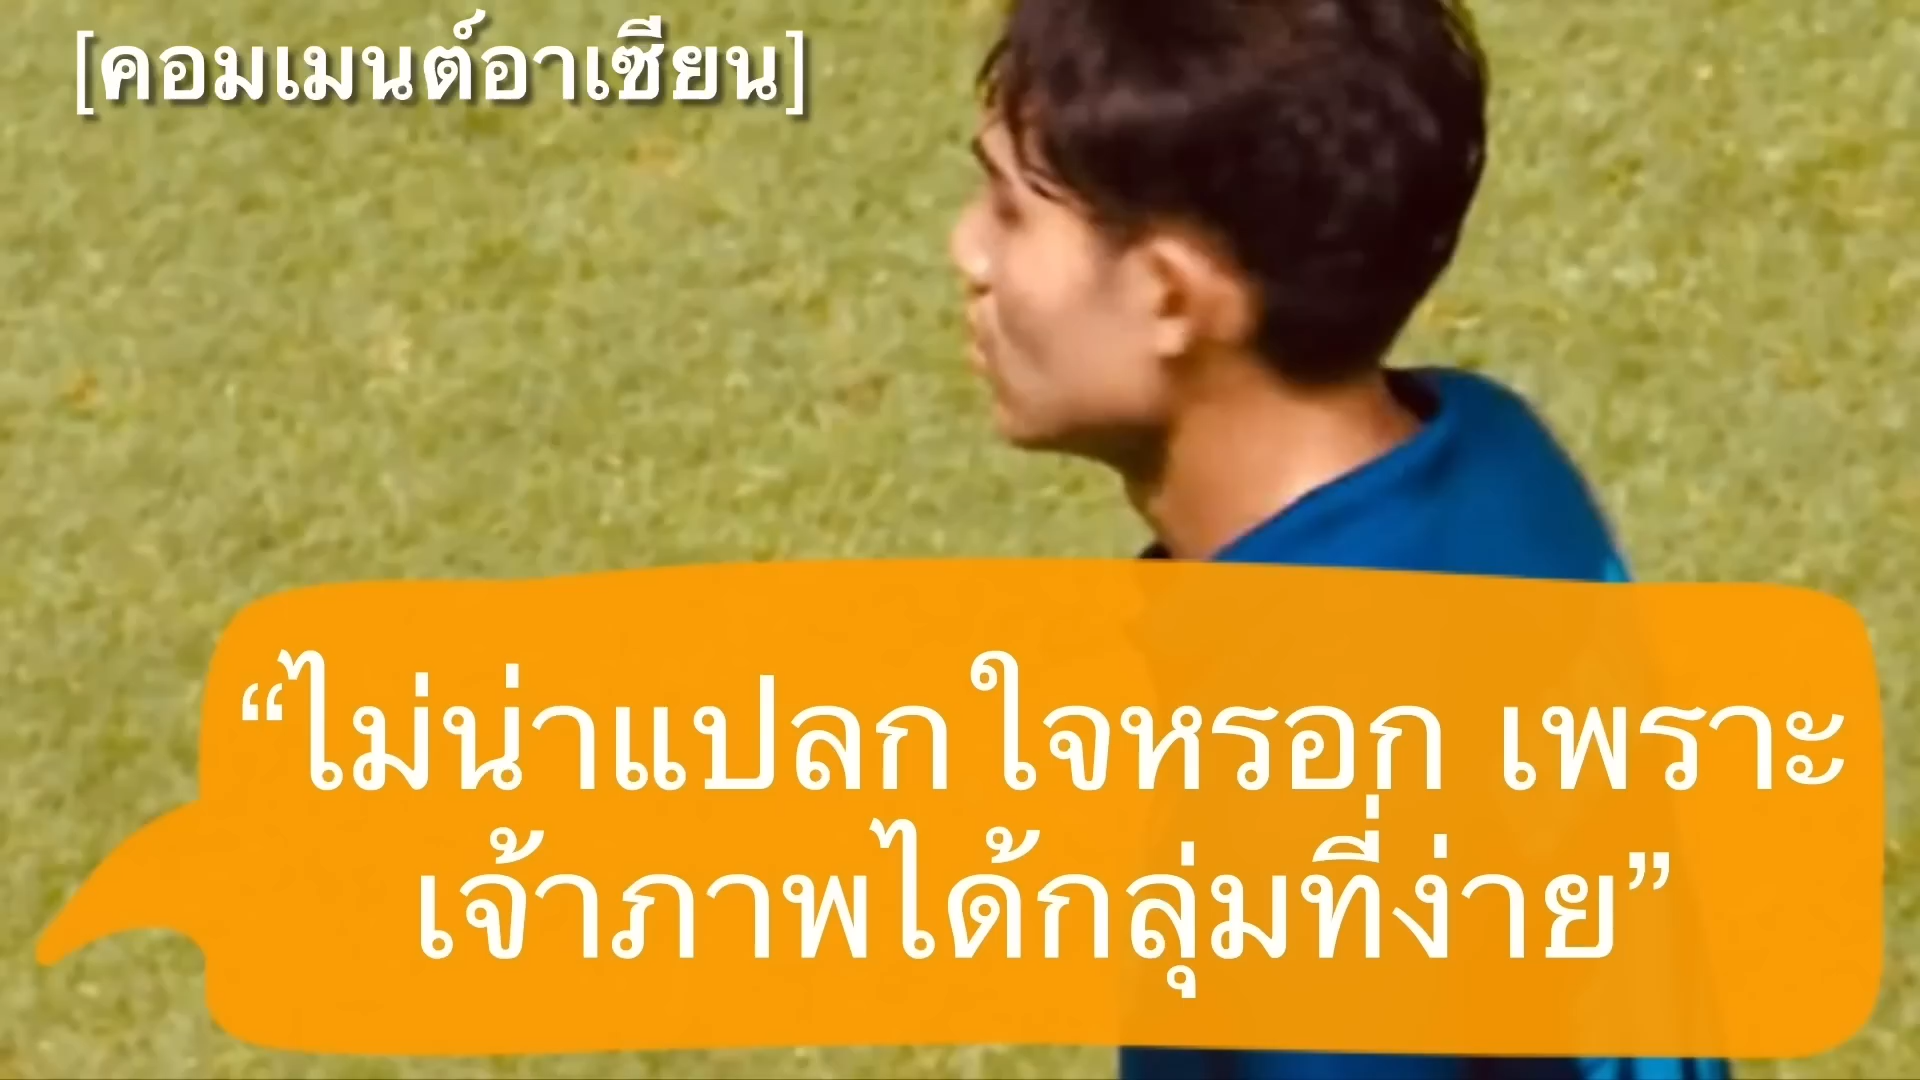 [คอมเมนต์อาเซียน]
“ไม่น่าแปลกใจหรอก เพราะ
เจ้าภาพได้กลุ่มที่ง่าย”